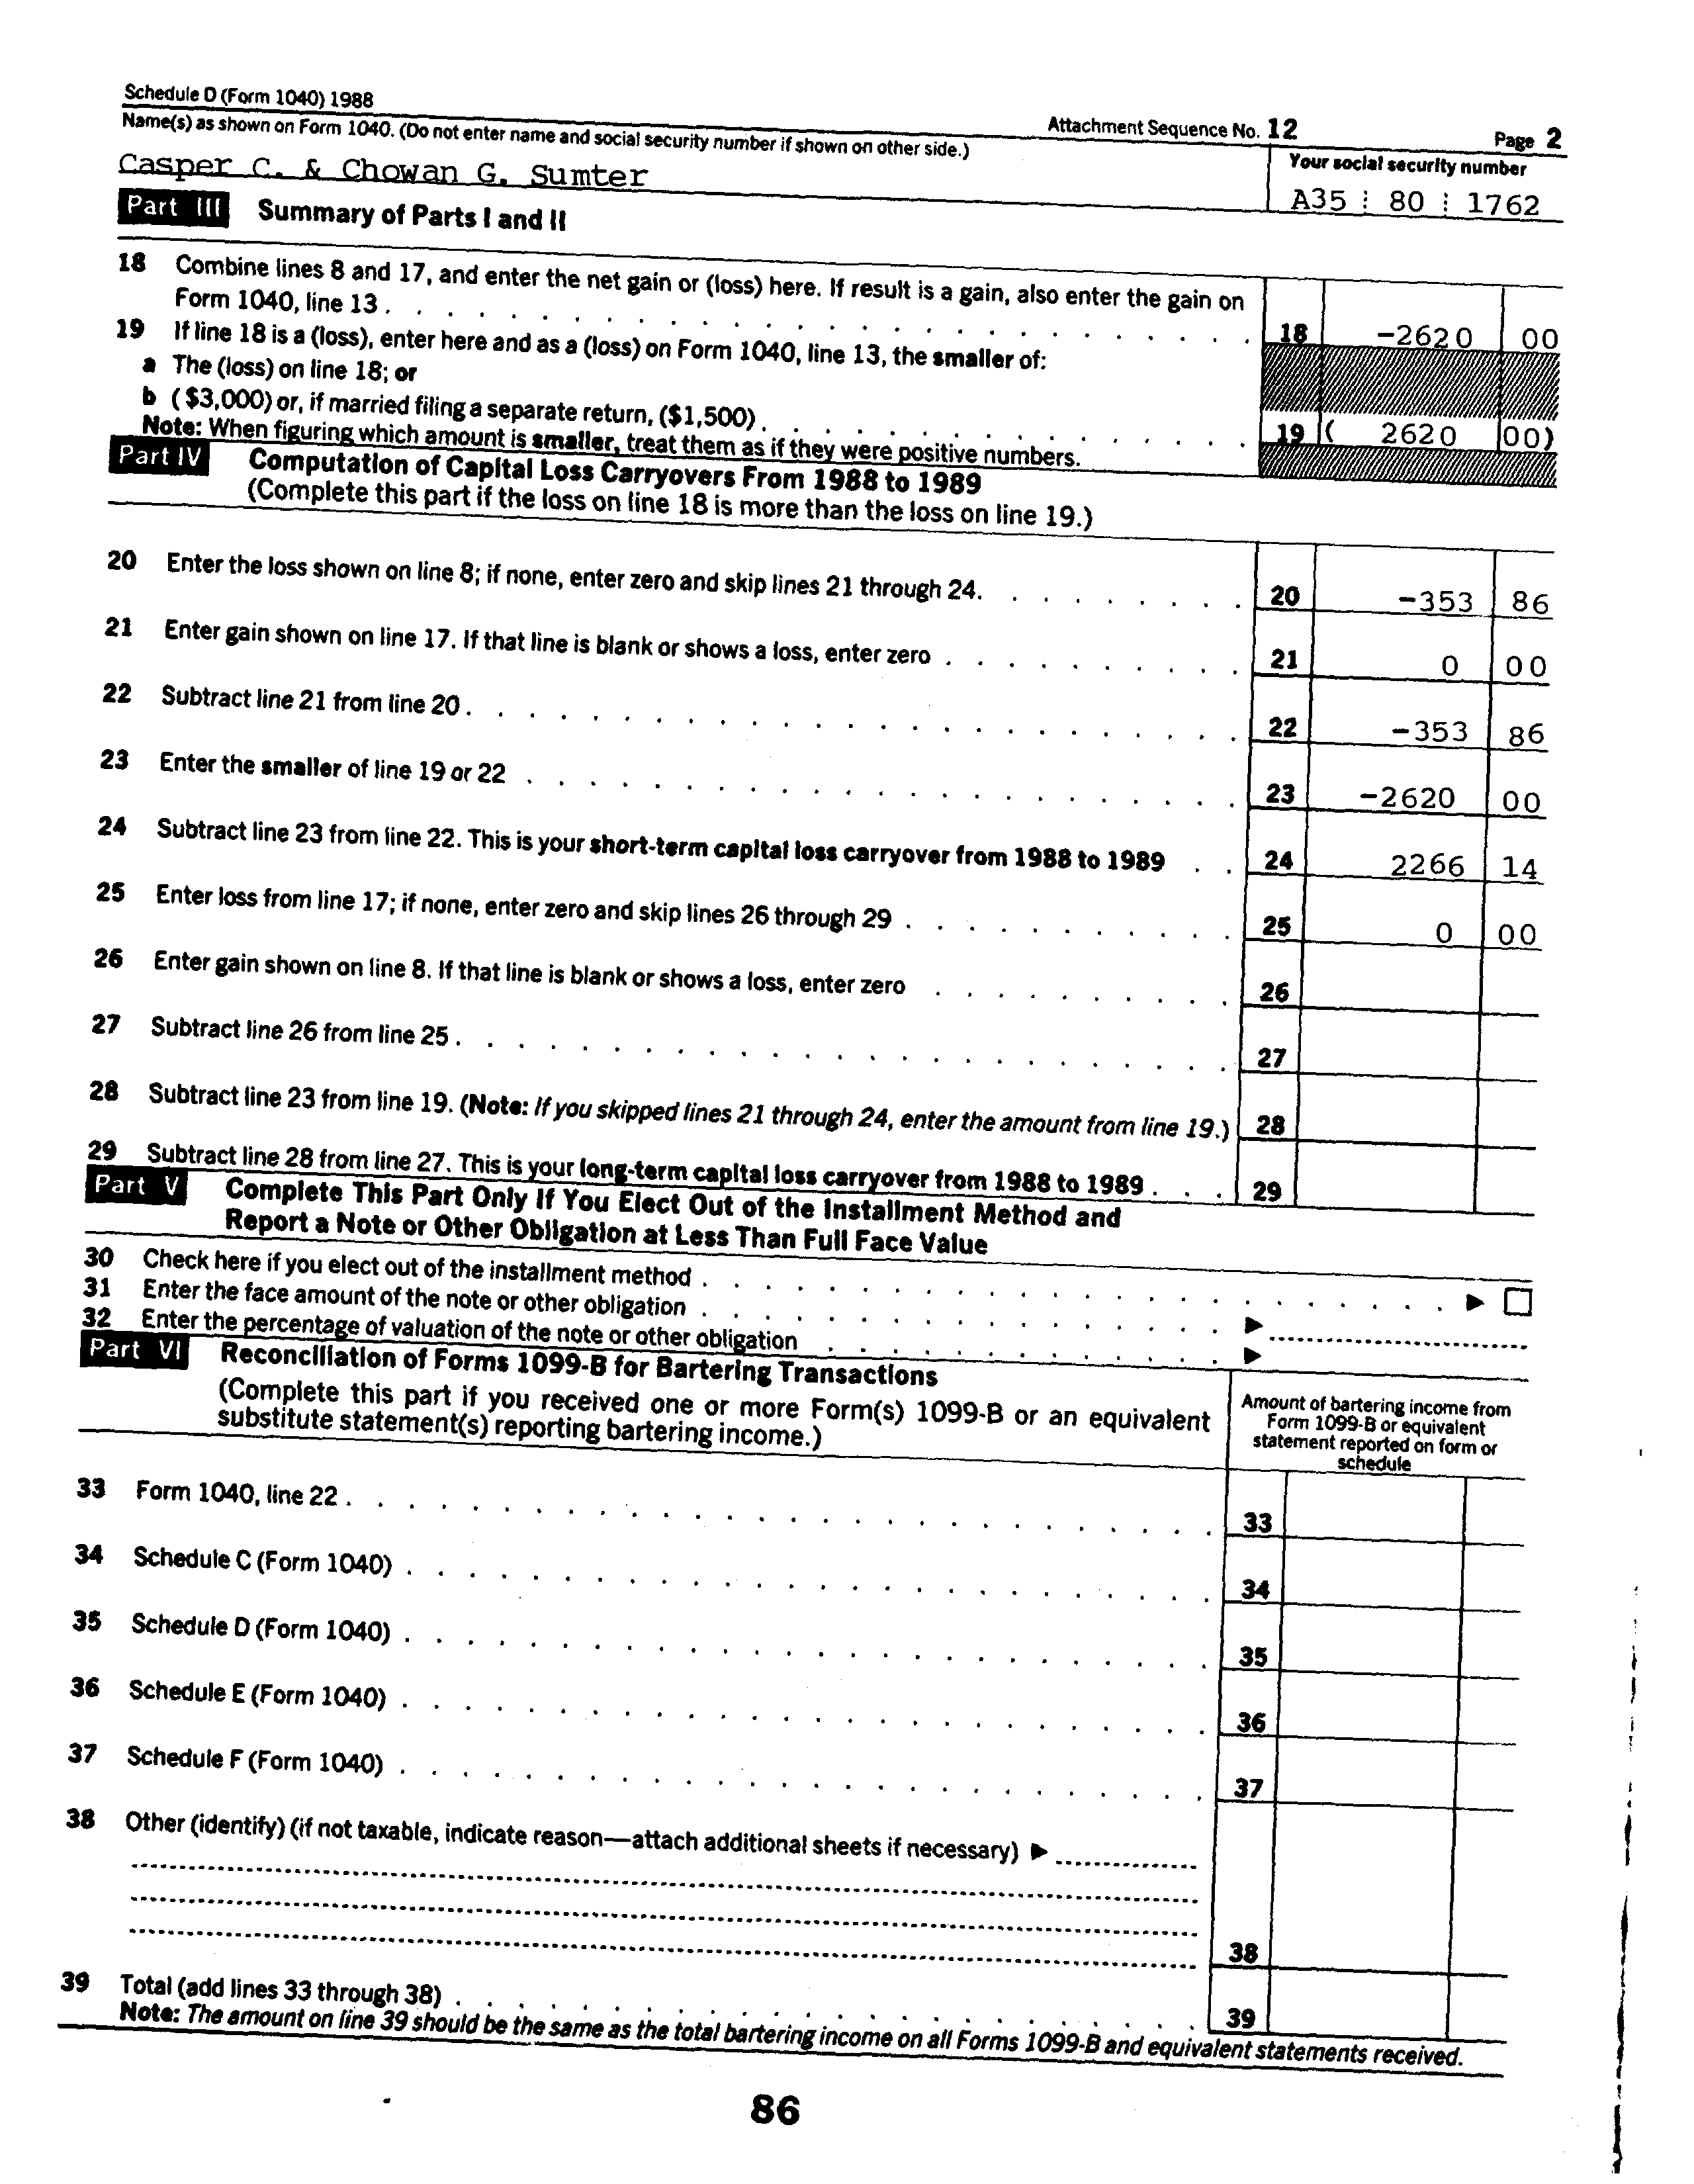 Schedule D (Form 1040) 1988
Attachment Sequence No. 12
Page 2
Name(s) as shown on Form 1040. (Do not enter name and social security number if shown on other side.)
Your social security number
Casper C. & Chowan G. Sumter
A35 80 1762
Part III Summary of Parts I and II
18 Combine lines 8 and 17, and enter the net gain or (loss) here. If result is a gain, also enter the gain on
Form 1040, line 13 . . . 18 -2620 00
19 If line 18 is a (loss), enter here and as a (loss) on Form 1040, line 13, the smaller of:
a The (loss) on line 18; or
b ($3,000) or, if married filing a separate return, ($1,500) . . . 19 ( 2620 00)
Note: When figuring which amount is smaller, treat them as if they were positive numbers.
Part IV Computation of Capital Loss Carryovers From 1988 to 1989
(Complete this part if the loss on line 18 is more than the loss on line 19.)
20 Enter the loss shown on line 8; if none, enter zero and skip lines 21 through 24. . . . 20 -353 86
21 Enter gain shown on line 17. If that line is blank or shows a loss, enter zero . . . 21 0 00
22 Subtract line 21 from line 20 . . . 22 -353 86
23 Enter the smaller of line 19 or 22 . . . 23 -2620 00
24 Subtract line 23 from line 22. This is your short-term capital loss carryover from 1988 to 1989 . . 24 2266 14
25 Enter loss from line 17; if none, enter zero and skip lines 26 through 29 . . . 25 0 00
26 Enter gain shown on line 8. If that line is blank or shows a loss, enter zero . . . 26
27 Subtract line 26 from line 25 . . . 27
28 Subtract line 23 from line 19. (Note: If you skipped lines 21 through 24, enter the amount from line 19.) 28
29 Subtract line 28 from line 27. This is your long-term capital loss carryover from 1988 to 1989 . . . 29
Part V Complete This Part Only If You Elect Out of the Installment Method and
Report a Note or Other Obligation at Less Than Full Face Value
30 Check here if you elect out of the installment method . . . ▶ ☐
31 Enter the face amount of the note or other obligation . . . ▶
32 Enter the percentage of valuation of the note or other obligation . . . ▶
Part VI Reconciliation of Forms 1099-B for Bartering Transactions
(Complete this part if you received one or more Form(s) 1099-B or an equivalent
substitute statement(s) reporting bartering income.)
Amount of bartering income from
Form 1099-B or equivalent
statement reported on form or
schedule
33 Form 1040, line 22 . . . 33
34 Schedule C (Form 1040) . . . 34
35 Schedule D (Form 1040) . . . 35
36 Schedule E (Form 1040) . . . 36
37 Schedule F (Form 1040) . . . 37
38 Other (identify) (if not taxable, indicate reason—attach additional sheets if necessary) ▶
38
39 Total (add lines 33 through 38) . . . 39
Note: The amount on line 39 should be the same as the total bartering income on all Forms 1099-B and equivalent statements received.
86